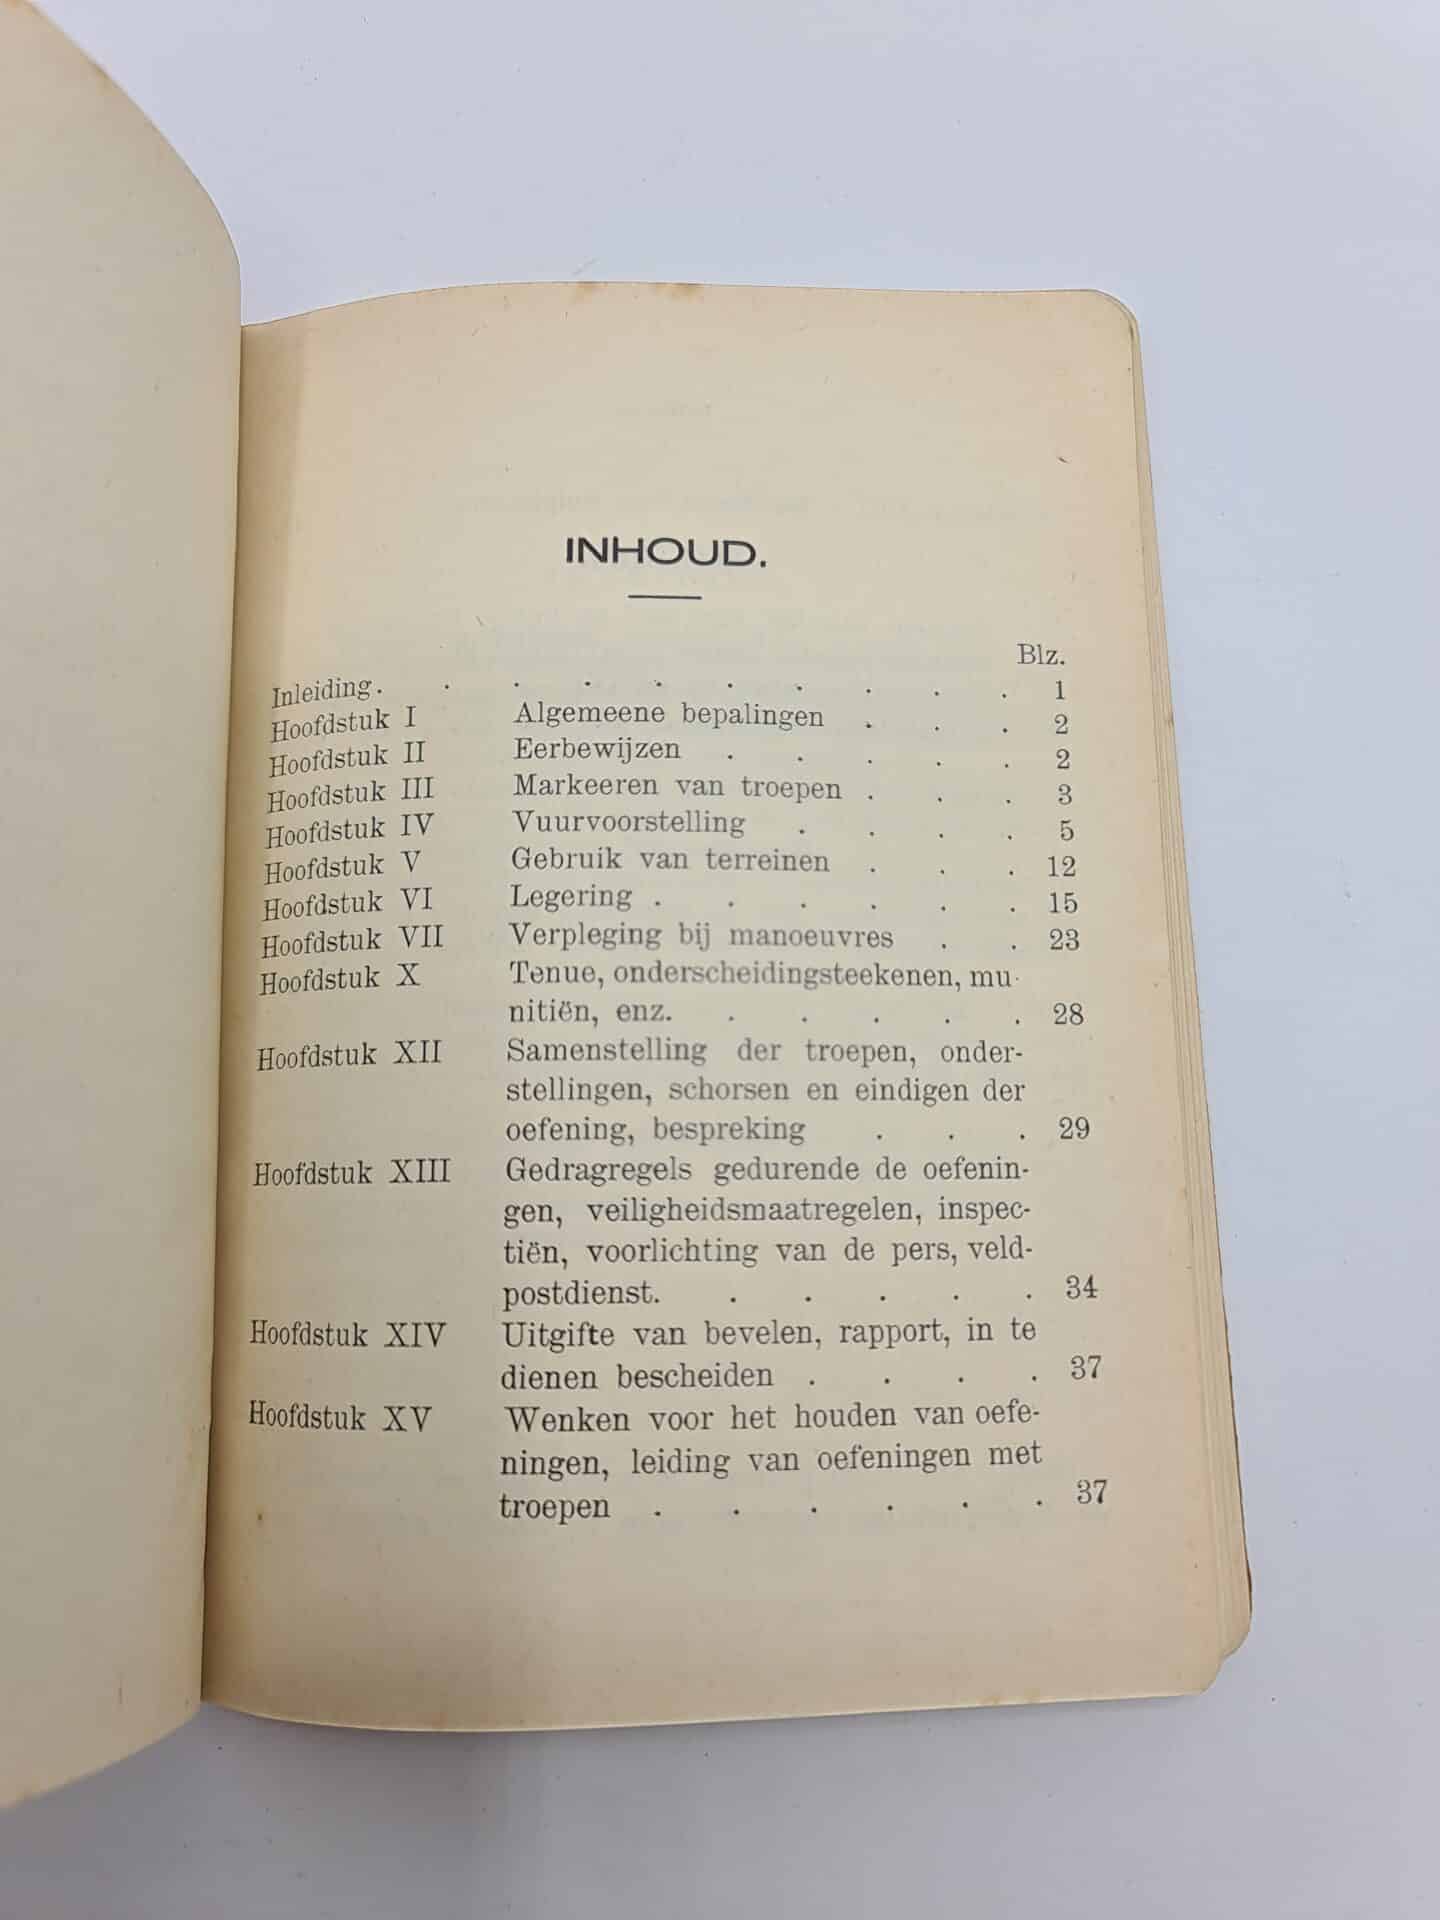 INHOUD.
Blz.
Inleiding. . . . . . . . . . 1
Hoofdstuk I Algemeene bepalingen . . . 2
Hoofdstuk II Eerbewijzen . . . . . 2
Hoofdstuk III Markeeren van troepen . . . 3
Hoofdstuk IV Vuurvoorstelling . . . . 5
Hoofdstuk V Gebruik van terreinen . . . 12
Hoofdstuk VI Legering . . . . . . 15
Hoofdstuk VII Verpleging bij manoeuvres . . 23
Hoofdstuk X Tenue, onderscheidingsteekenen, mu-
nitiën, enz. . . . . . 28
Hoofdstuk XII Samenstelling der troepen, onder-
stellingen, schorsen en eindigen der
oefening, bespreking . . . 29
Hoofdstuk XIII Gedragregels gedurende de oefenin-
gen, veiligheidsmaatregelen, inspec-
tiën, voorlichting van de pers, veld-
postdienst. . . . . . 34
Hoofdstuk XIV Uitgifte van bevelen, rapport, in te
dienen bescheiden . . . . 37
Hoofdstuk XV Wenken voor het houden van oefe-
ningen, leiding van oefeningen met
troepen . . . . . . 37